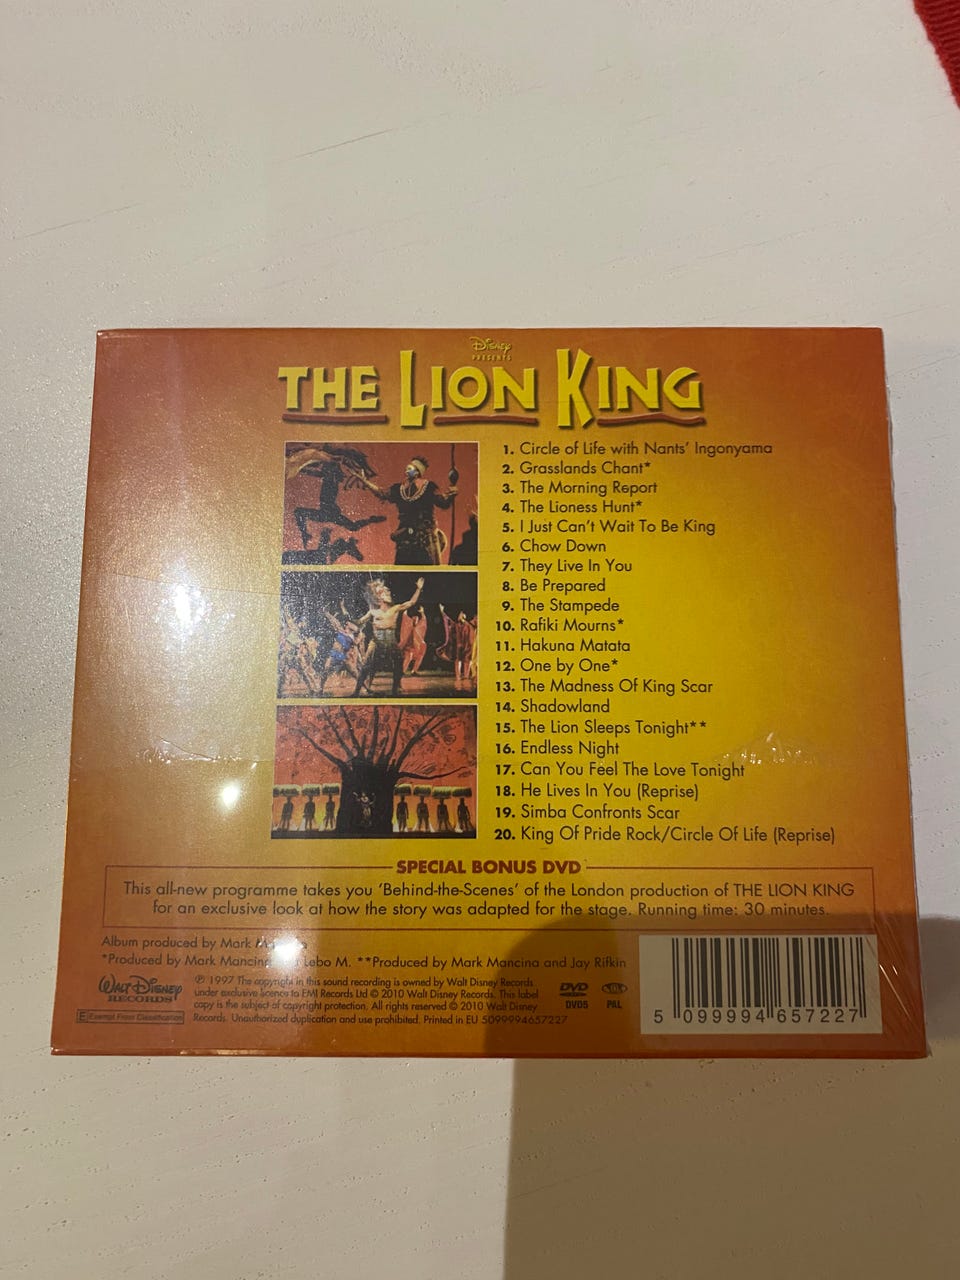 Disney
PRESENTS
THE LION KING
1. Circle of Life with Nants' Ingonyama
2. Grasslands Chant*
3. The Morning Report
4. The Lioness Hunt*
5. I Just Can't Wait To Be King
6. Chow Down
7. They Live In You
8. Be Prepared
9. The Stampede
10. Rafiki Mourns*
11. Hakuna Matata
12. One by One*
13. The Madness Of King Scar
14. Shadowland
15. The Lion Sleeps Tonight**
16. Endless Night
17. Can You Feel The Love Tonight
18. He Lives In You (Reprise)
19. Simba Confronts Scar
20. King Of Pride Rock/Circle Of Life (Reprise)
SPECIAL BONUS DVD
This all-new programme takes you 'Behind-the-Scenes' of the London production of THE LION KING
for an exclusive look at how the story was adapted for the stage. Running time: 30 minutes.
Album produced by Mark
*Produced by Mark Lebo M. **Produced by Mark Mancina and Jay Rifkin
WALT DISNEY
RECORDS
E Exempt From Classification
℗ 1997 The copyright in this sound recording is owned by Walt Disney Records
under exclusive licence to EMI Records Ltd © 2010 Walt Disney Records. This label
copy is the subject of copyright protection. All rights reserved © 2010 Walt Disney
Records. Unauthorized duplication and use prohibited. Printed in EU 5099994657227
DVD
DVD5
PAL
5 099994 657227